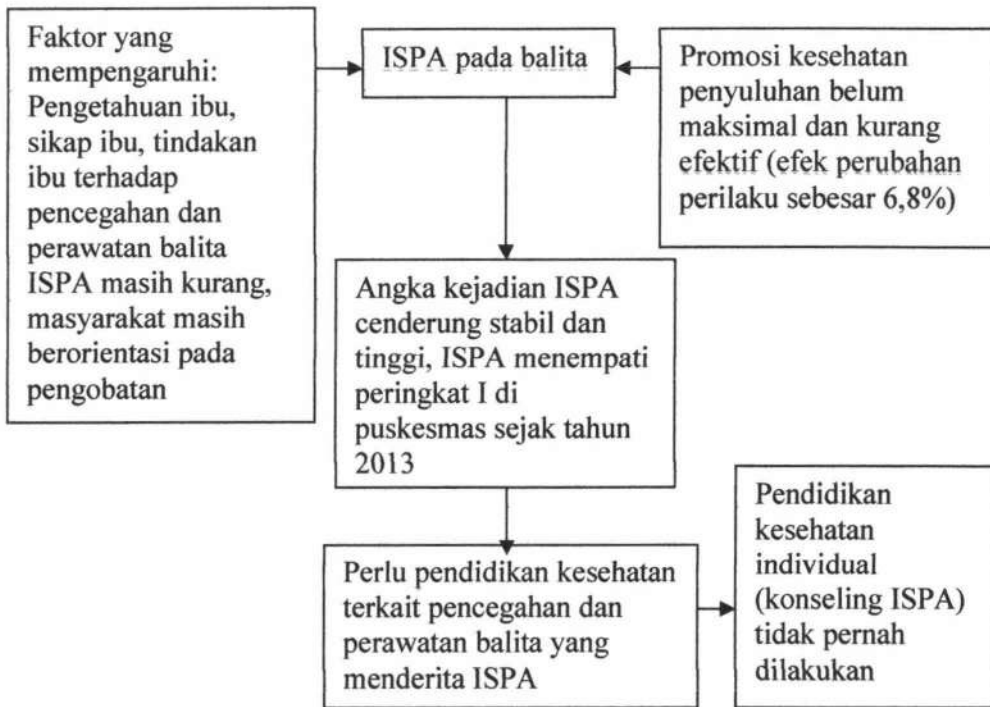 Faktor yang
mempengaruhi:
Pengetahuan ibu,
sikap ibu, tindakan
ibu terhadap
pencegahan dan
perawatan balita
ISPA masih kurang,
masyarakat masih
berorientasi pada
pengobatan
ISPA pada balita
Promosi kesehatan
penyuluhan belum
maksimal dan kurang
efektif (efek perubahan
perilaku sebesar 6,8%)
Angka kejadian ISPA
cenderung stabil dan
tinggi, ISPA menempati
peringkat I di
puskesmas sejak tahun
2013
Perlu pendidikan kesehatan
terkait pencegahan dan
perawatan balita yang
menderita ISPA
Pendidikan
kesehatan
individual
(konseling ISPA)
tidak pernah
dilakukan